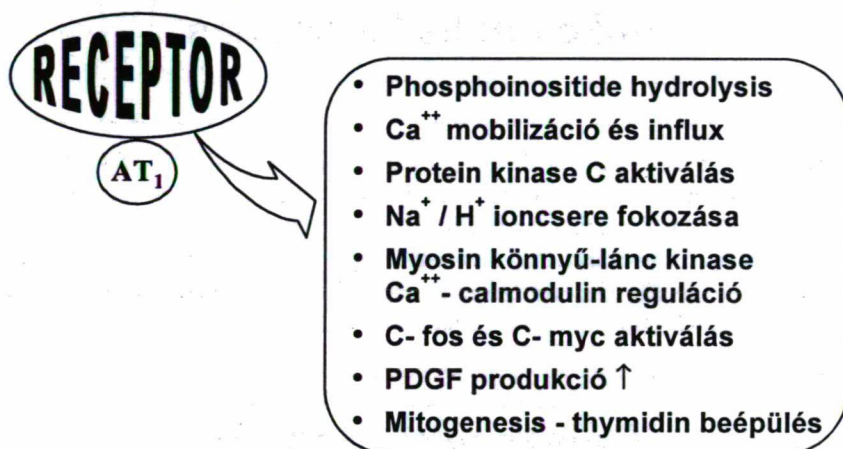 RECEPTOR
AT₁
• Phosphoinositide hydrolysis
• Ca⁺⁺ mobilizáció és influx
• Protein kinase C aktiválás
• Na⁺ / H⁺ ioncsere fokozása
• Myosin könnyű-lánc kinase
Ca⁺⁺- calmodulin reguláció
• C- fos és C- myc aktiválás
• PDGF produkció ↑
• Mitogenesis - thymidin beépülés